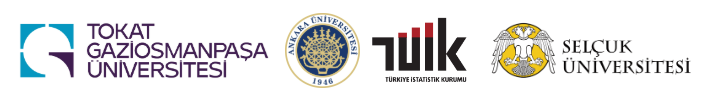 TOKAT
GAZİOSMANPAŞA
ÜNİVERSİTESİ
ANKARA ÜNİVERSİTESİ
1946
TÜİK
TÜRKİYE İSTATİSTİK KURUMU
SELÇUK
ÜNİVERSİTESİ